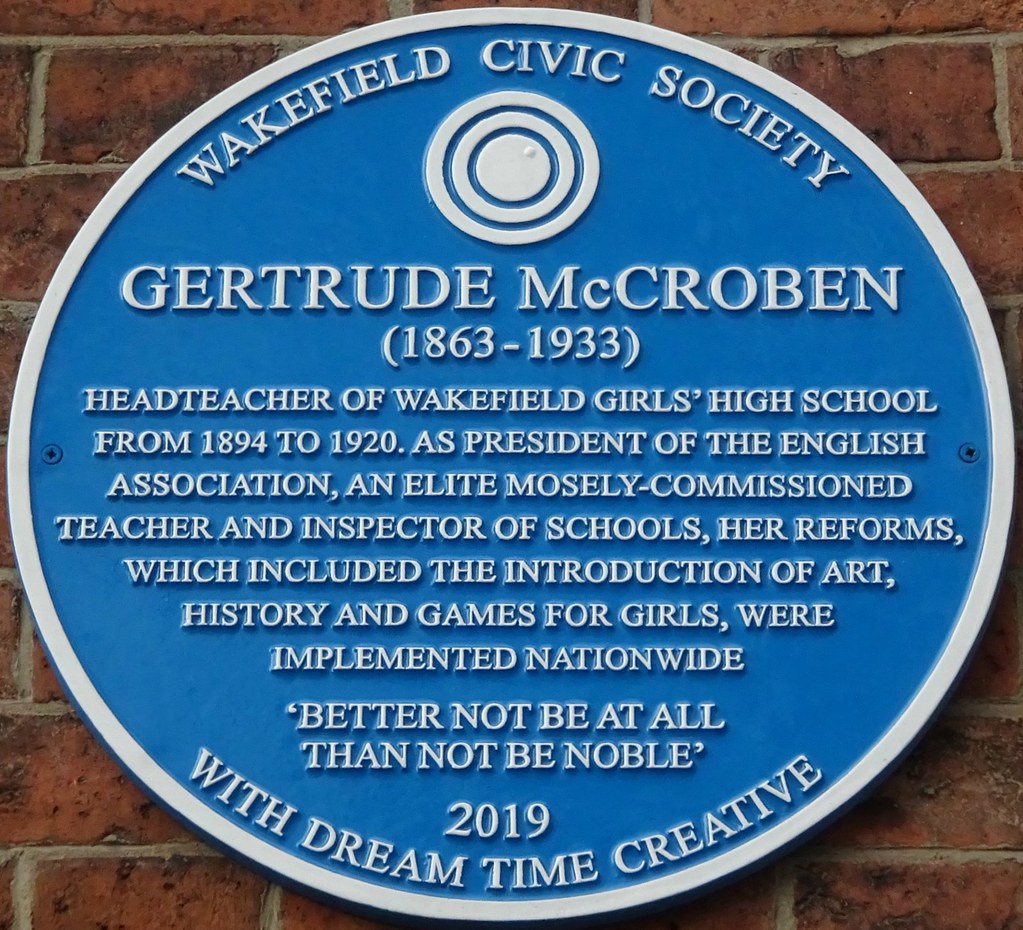 WAKEFIELD CIVIC SOCIETY
GERTRUDE McCROBEN
(1863-1933)
HEADTEACHER OF WAKEFIELD GIRLS' HIGH SCHOOL
FROM 1894 TO 1920. AS PRESIDENT OF THE ENGLISH
ASSOCIATION, AN ELITE MOSELY-COMMISSIONED
TEACHER AND INSPECTOR OF SCHOOLS, HER REFORMS,
WHICH INCLUDED THE INTRODUCTION OF ART,
HISTORY AND GAMES FOR GIRLS, WERE
IMPLEMENTED NATIONWIDE
‘BETTER NOT BE AT ALL
THAN NOT BE NOBLE’
2019
WITH DREAM TIME CREATIVE